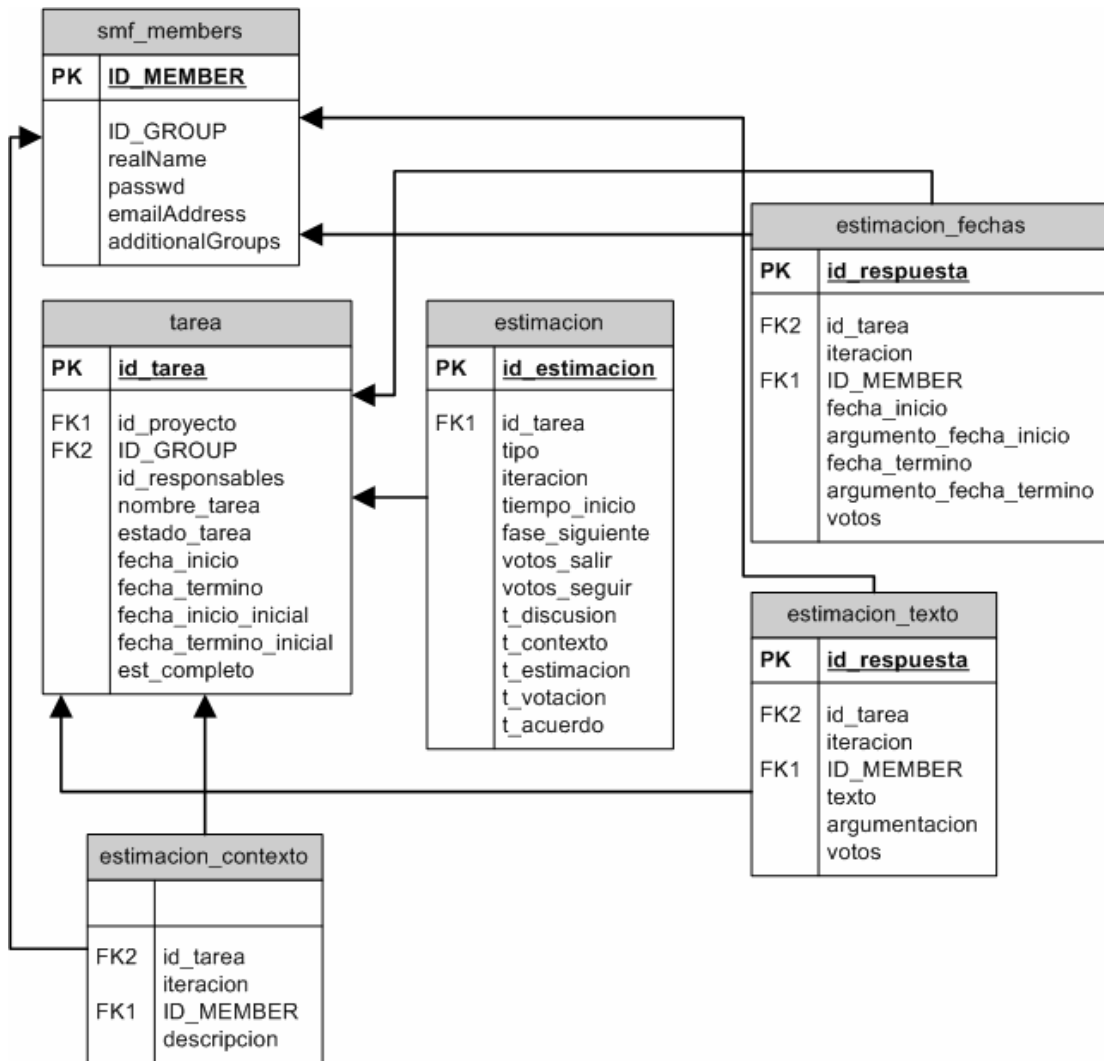 smf_members
PK ID_MEMBER
ID_GROUP
realName
passwd
emailAddress
additionalGroups
tarea
PK id_tarea
FK1 id_proyecto
FK2 ID_GROUP
id_responsables
nombre_tarea
estado_tarea
fecha_inicio
fecha_termino
fecha_inicio_inicial
fecha_termino_inicial
est_completo
estimacion
PK id_estimacion
FK1 id_tarea
tipo
iteracion
tiempo_inicio
fase_siguiente
votos_salir
votos_seguir
t_discusion
t_contexto
t_estimacion
t_votacion
t_acuerdo
estimacion_fechas
PK id_respuesta
FK2 id_tarea
iteracion
FK1 ID_MEMBER
fecha_inicio
argumento_fecha_inicio
fecha_termino
argumento_fecha_termino
votos
estimacion_texto
PK id_respuesta
FK2 id_tarea
iteracion
FK1 ID_MEMBER
texto
argumentacion
votos
estimacion_contexto
FK2 id_tarea
iteracion
FK1 ID_MEMBER
descripcion